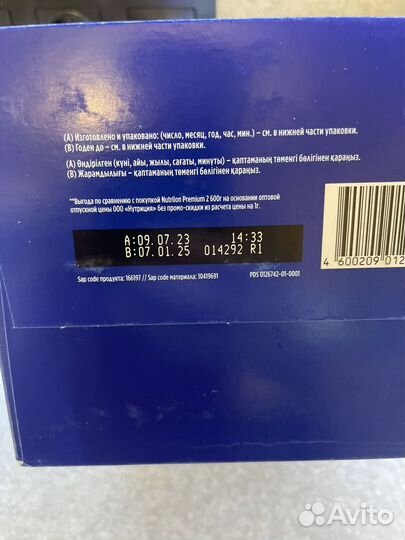 (А) Изготовлено и упаковано: (число, месяц, год, час, мин.) – см. в нижней части упаковки.
(В) Годен до – см. в нижней части упаковки.
(А) Өндірілген (күні, айы, жылы, сағаты, минуты) – қаптаманың төменгі бөлігінен қараңыз.
(В) Жарамдылығы – қаптаманың төменгі бөлігінен қараңыз.
**Выгода по сравнению с покупкой Nutrilon Premium 2 600г на основании оптовой
отпускной цены ООО «Нутриция» без промо-скидки из расчета цены на 1г.
A:09.07.23 14:33
B:07.01.25 014292 R1
Sap code продукта: 166197 // Sap code материала: 10419691 PDS 0126742-01-0001
4 600209 012
Avito